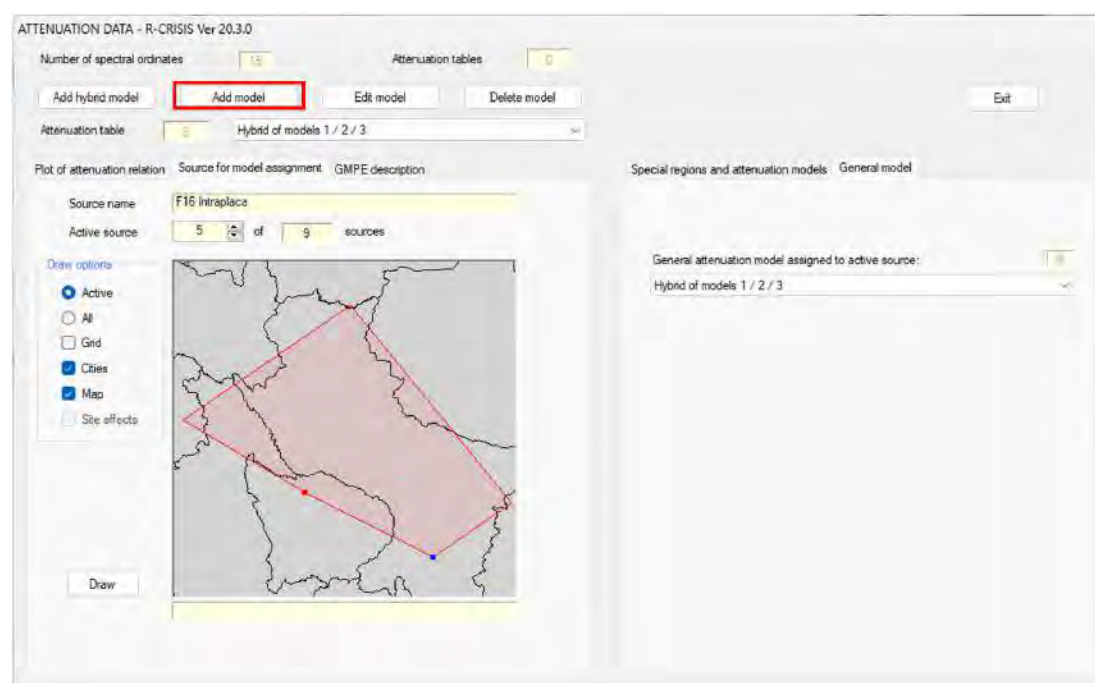 ATTENUATION DATA - R-CRISIS Ver 20.3.0
Number of spectral ordinates Attenuation tables
Add hybrid model Add model Edit model Delete model Exit
Attenuation table Hybrid of models 1 / 2 / 3
Plot of attenuation relation Source for model assignment GMPE description Special regions and attenuation models General model
Source name F16 Intraplaca
Active source 5 of 9 sources
Draw options
General attenuation model assigned to active source:
Active
Hybrid of models 1 / 2 / 3
All
Grid
Cities
Map
Site effects
Draw